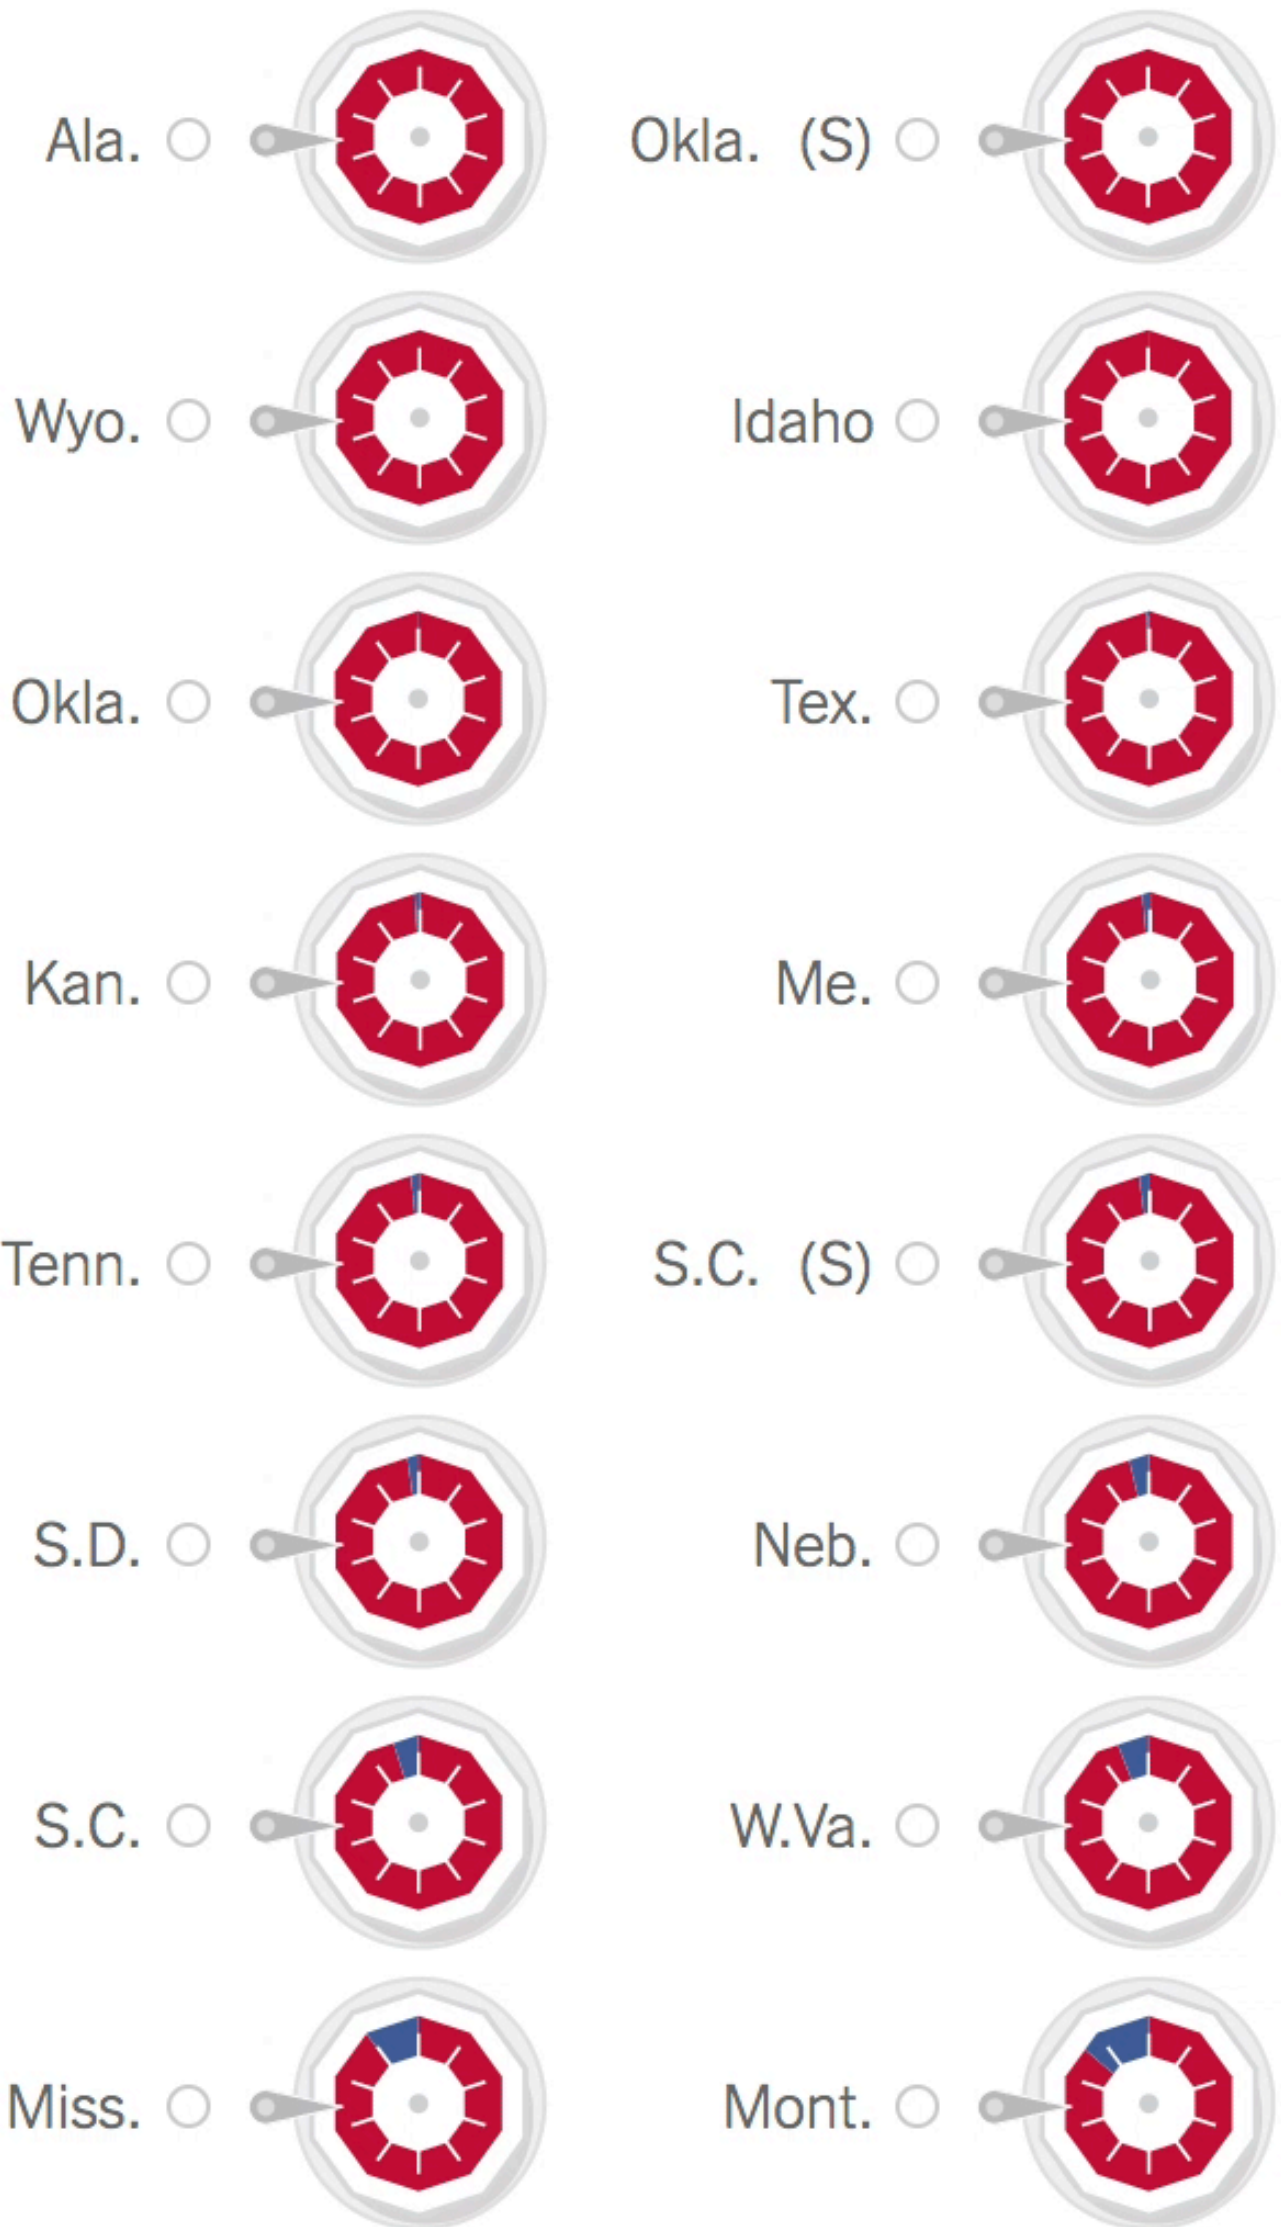 Ala.
Okla. (S)
Wyo.
Idaho
Okla.
Tex.
Kan.
Me.
Tenn.
S.C. (S)
S.D.
Neb.
S.C.
W.Va.
Miss.
Mont.